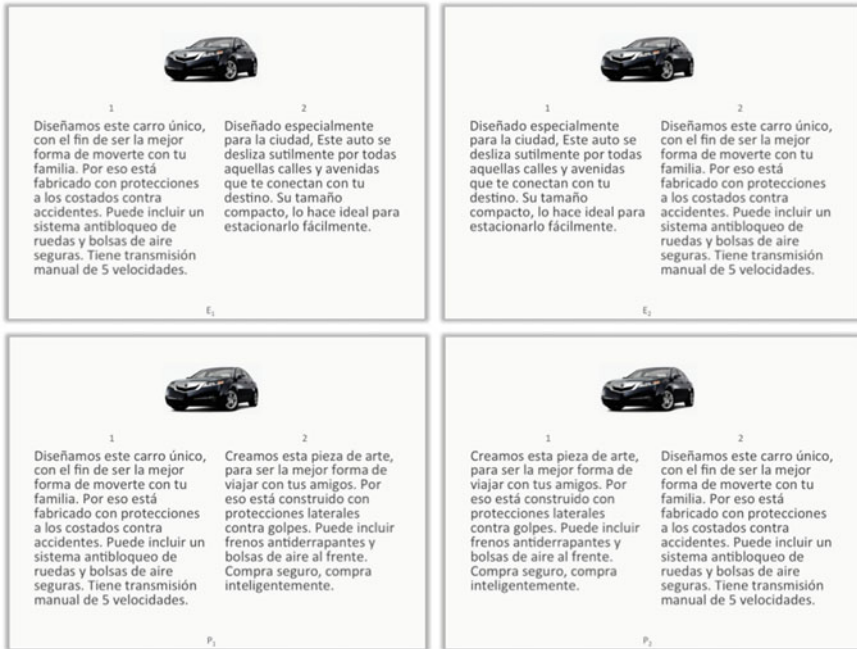 1
Diseñamos este carro único,
con el fin de ser la mejor
forma de moverte con tu
familia. Por eso está
fabricado con protecciones
a los costados contra
accidentes. Puede incluir un
sistema antibloqueo de
ruedas y bolsas de aire
seguras. Tiene transmisión
manual de 5 velocidades.
2
Diseñado especialmente
para la ciudad, Este auto se
desliza sutilmente por todas
aquellas calles y avenidas
que te conectan con tu
destino. Su tamaño
compacto, lo hace ideal para
estacionarlo fácilmente.
E₁
1
Diseñado especialmente
para la ciudad, Este auto se
desliza sutilmente por todas
aquellas calles y avenidas
que te conectan con tu
destino. Su tamaño
compacto, lo hace ideal para
estacionarlo fácilmente.
2
Diseñamos este carro único,
con el fin de ser la mejor
forma de moverte con tu
familia. Por eso está
fabricado con protecciones
a los costados contra
accidentes. Puede incluir un
sistema antibloqueo de
ruedas y bolsas de aire
seguras. Tiene transmisión
manual de 5 velocidades.
E₂
1
Diseñamos este carro único,
con el fin de ser la mejor
forma de moverte con tu
familia. Por eso está
fabricado con protecciones
a los costados contra
accidentes. Puede incluir un
sistema antibloqueo de
ruedas y bolsas de aire
seguras. Tiene transmisión
manual de 5 velocidades.
2
Creamos esta pieza de arte,
para ser la mejor forma de
viajar con tus amigos. Por
eso está construido con
protecciones laterales
contra golpes. Puede incluir
frenos antiderrapantes y
bolsas de aire al frente.
Compra seguro, compra
inteligentemente.
P₁
1
Creamos esta pieza de arte,
para ser la mejor forma de
viajar con tus amigos. Por
eso está construido con
protecciones laterales
contra golpes. Puede incluir
frenos antiderrapantes y
bolsas de aire al frente.
Compra seguro, compra
inteligentemente.
2
Diseñamos este carro único,
con el fin de ser la mejor
forma de moverte con tu
familia. Por eso está
fabricado con protecciones
a los costados contra
accidentes. Puede incluir un
sistema antibloqueo de
ruedas y bolsas de aire
seguras. Tiene transmisión
manual de 5 velocidades.
P₂